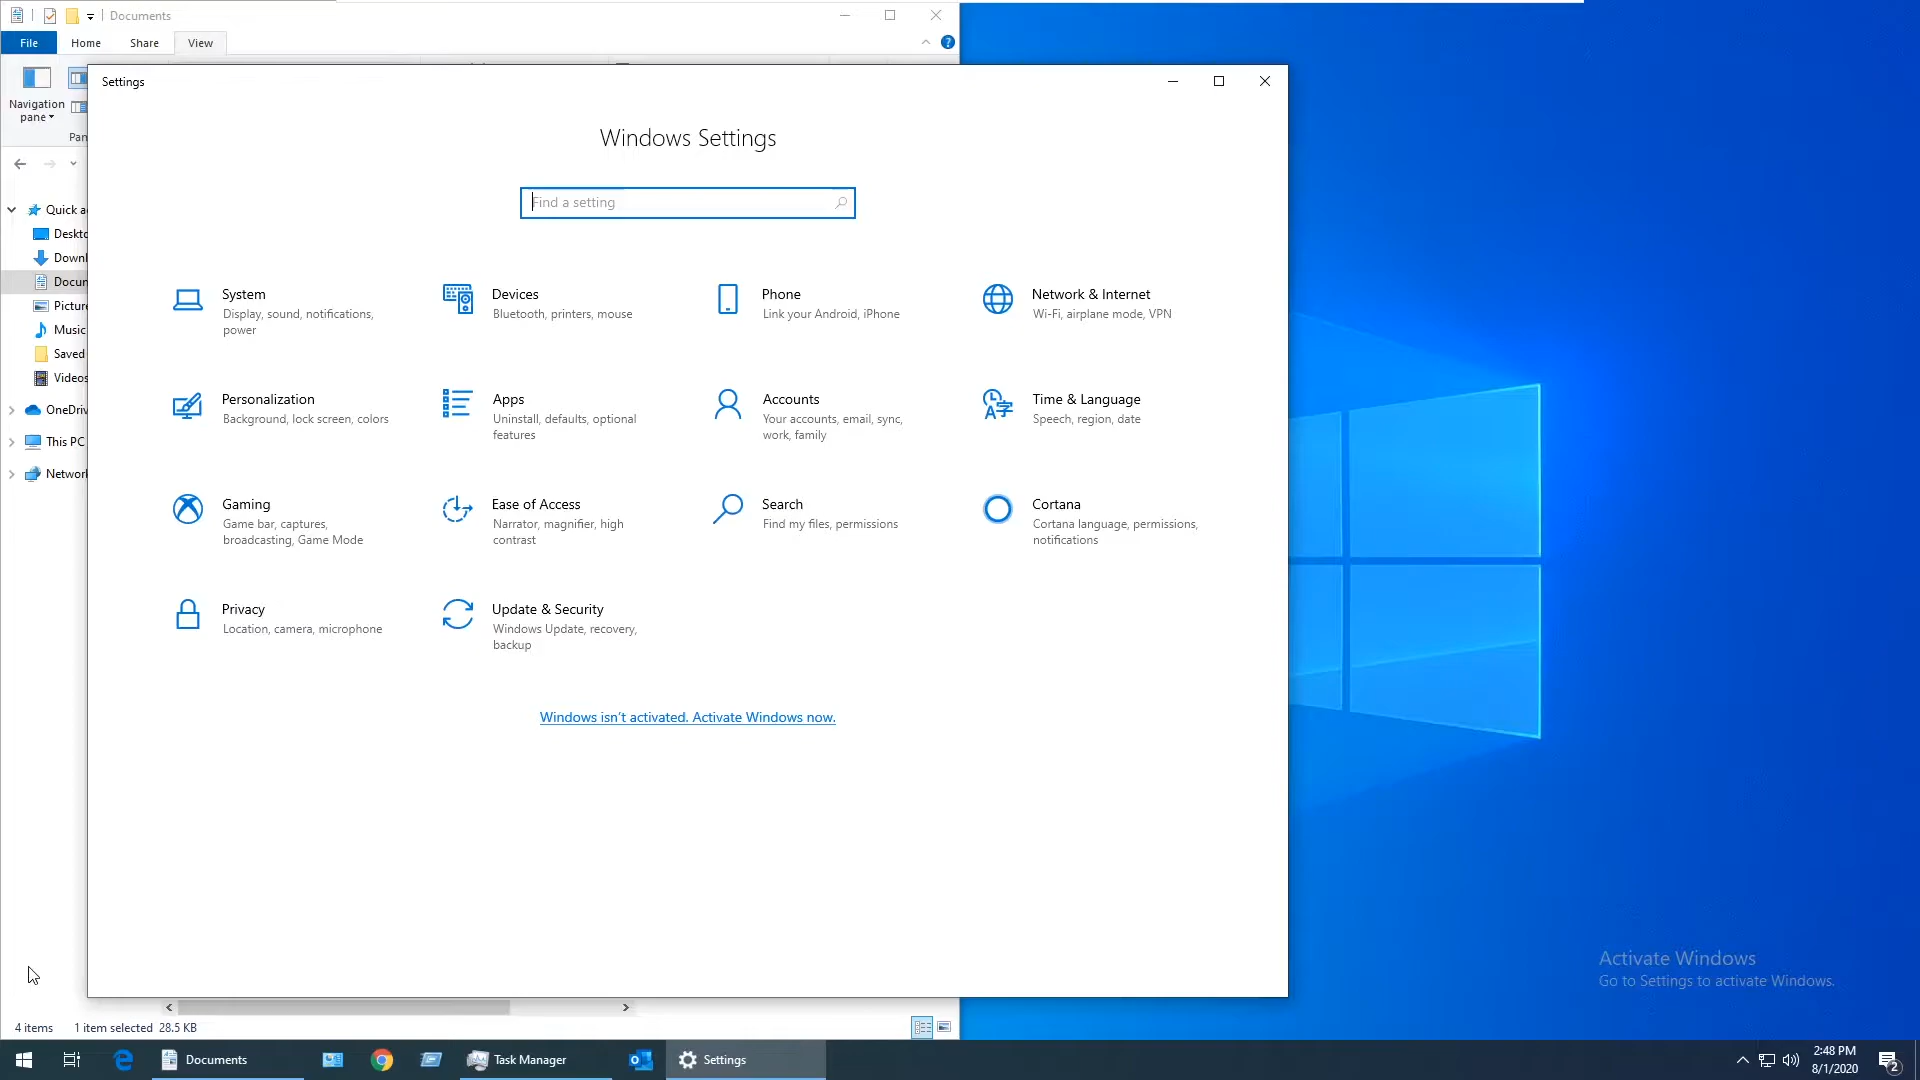 Documents
File
Home
Share
View
Navigation
pane
Settings
Windows Settings
Find a setting
System
Display, sound, notifications,
power
Devices
Bluetooth, printers, mouse
Phone
Link your Android, iPhone
Network & Internet
Wi-Fi, airplane mode, VPN
Personalization
Background, lock screen, colors
Apps
Uninstall, defaults, optional
features
Accounts
Your accounts, email, sync,
work, family
Time & Language
Speech, region, date
Gaming
Game bar, captures,
broadcasting, Game Mode
Ease of Access
Narrator, magnifier, high
contrast
Search
Find my files, permissions
Cortana
Cortana language, permissions,
notifications
Privacy
Location, camera, microphone
Update & Security
Windows Update, recovery,
backup
Windows isn't activated. Activate Windows now.
Quick
Music
Saved
Videos
This PC
Activate Windows
Go to Settings to activate Windows.
4 items
1 item selected 28.5 KB
Documents
Task Manager
Settings
2:48 PM
8/1/2020
2